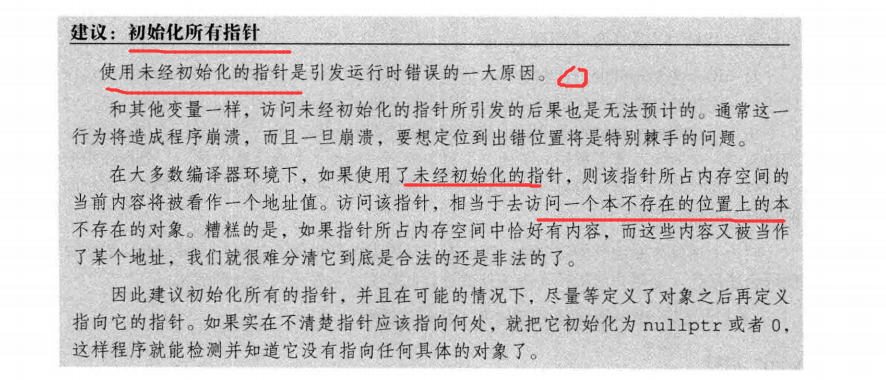 建议：初始化所有指针
使用未经初始化的指针是引发运行时错误的一大原因。
和其他变量一样，访问未经初始化的指针所引发的后果也是无法预计的。通常这一
行为将造成程序崩溃，而且一旦崩溃，要想定位到出错位置将是特别棘手的问题。
在大多数编译器环境下，如果使用了未经初始化的指针，则该指针所占内存空间的
当前内容将被看作一个地址值。访问该指针，相当于去访问一个本不存在的位置上的本
不存在的对象。糟糕的是，如果指针所占内存空间中恰好有内容，而这些内容又被当作
了某个地址，我们就很难分清它到底是合法的还是非法的了。
因此建议初始化所有的指针，并且在可能的情况下，尽量等定义了对象之后再定义
指向它的指针。如果实在不清楚指针应该指向何处，就把它初始化为 nullptr 或者 0，
这样程序就能检测并知道它没有指向任何具体的对象了。